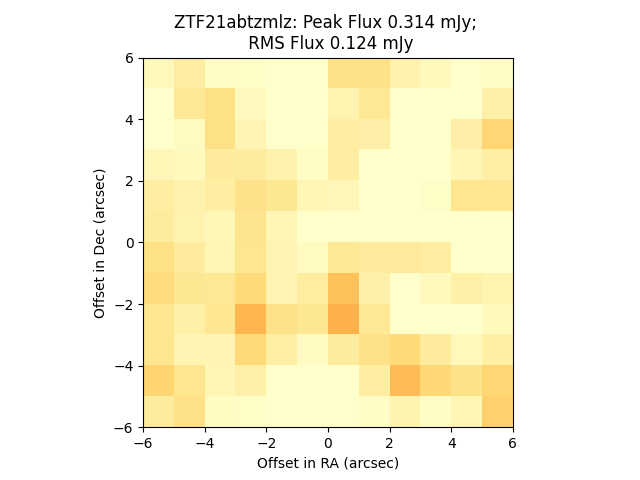 ZTF21abtzmlz: Peak Flux 0.314 mJy;
RMS Flux 0.124 mJy
6
4
2
0
−2
−4
−6
Offset in Dec (arcsec)
−6 −4 −2 0 2 4 6
Offset in RA (arcsec)